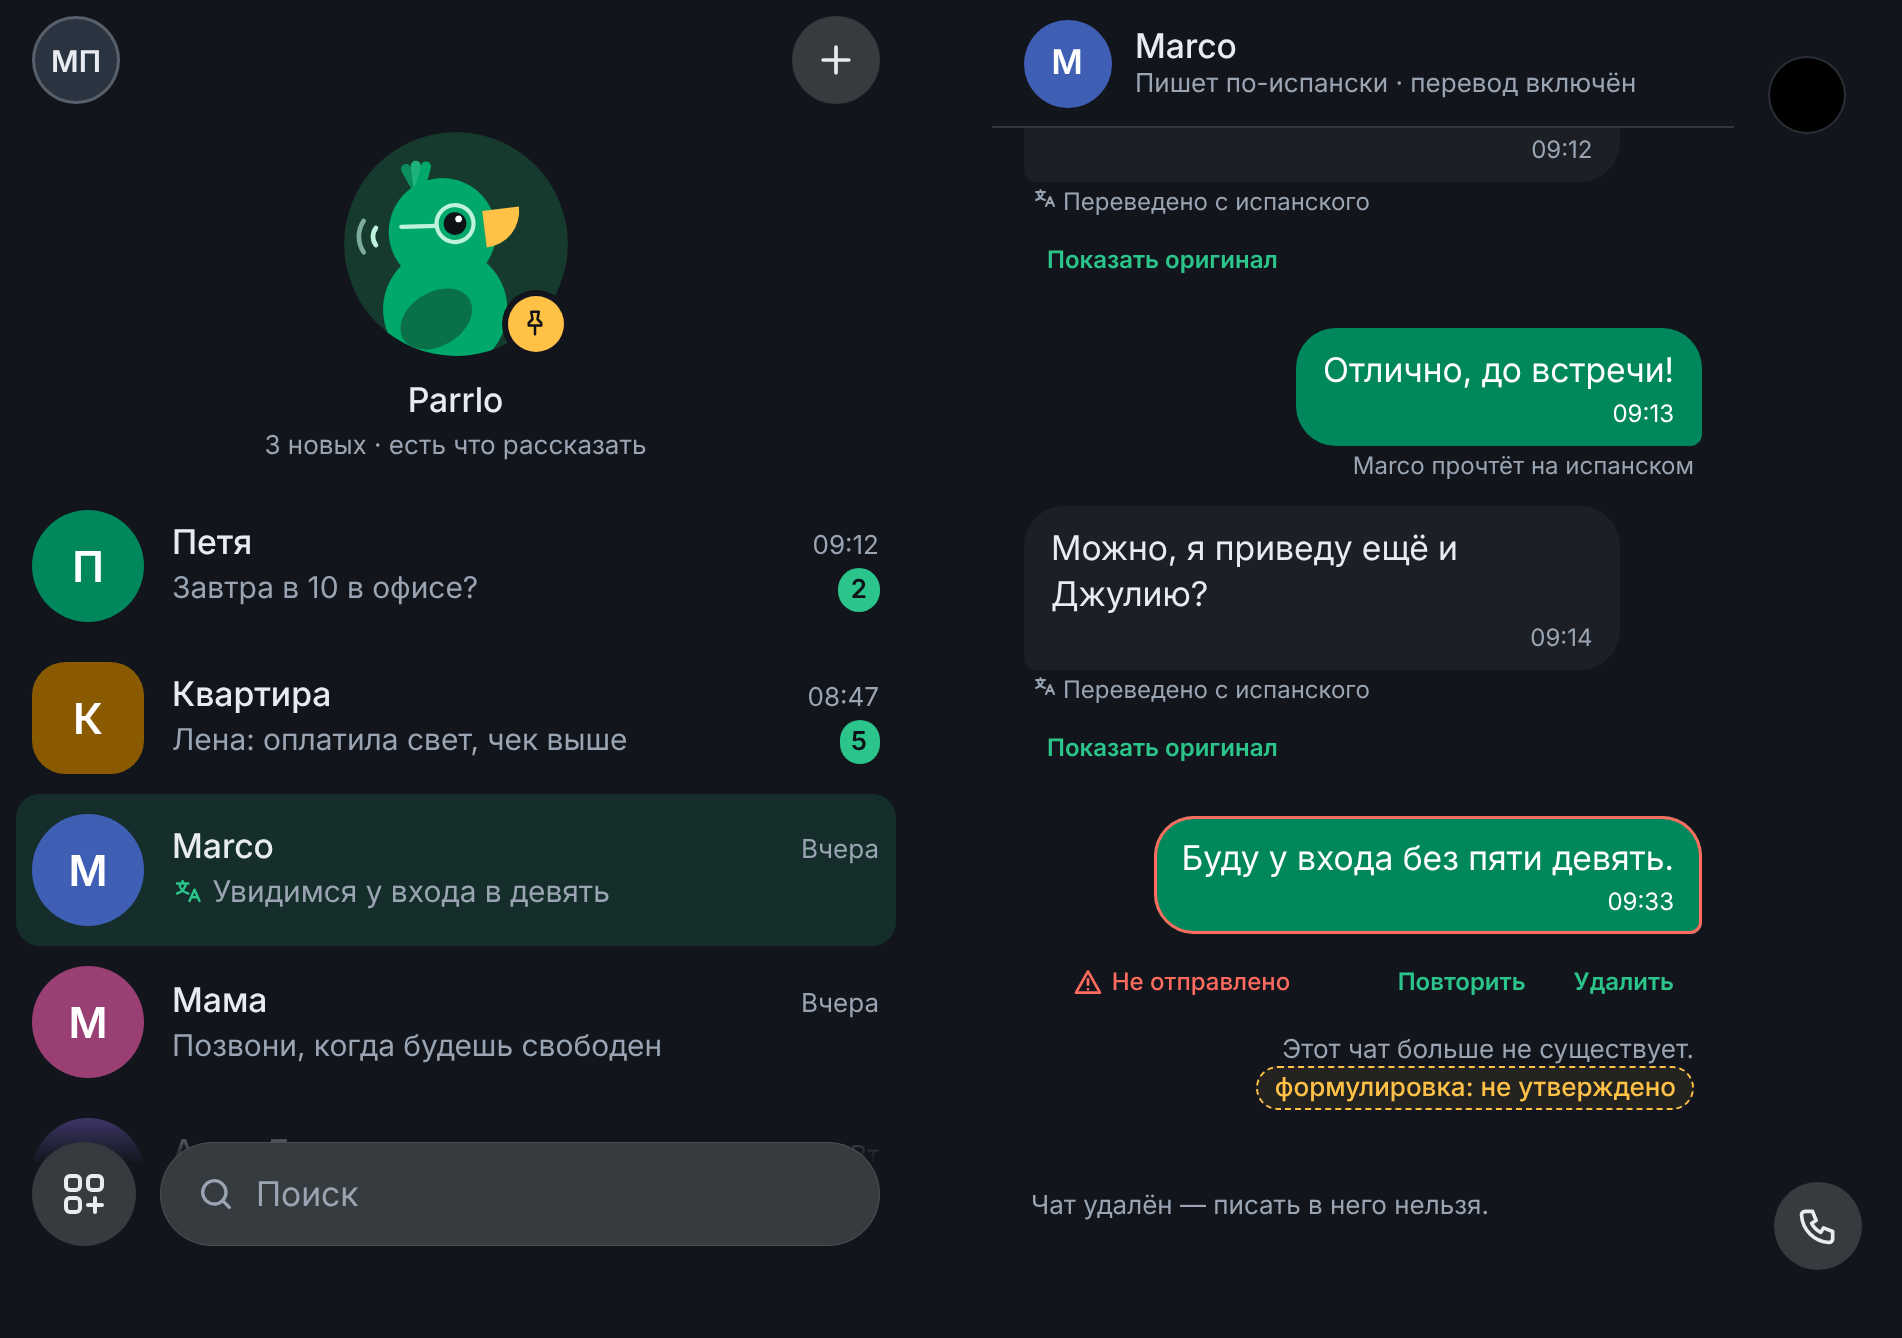 МП
Parrlo
3 новых · есть что рассказать
П
Петя
09:12
Завтра в 10 в офисе?
2
К
Квартира
08:47
Лена: оплатила свет, чек выше
5
M
Marco
Вчера
Увидимся у входа в девять
М
Мама
Вчера
Позвони, когда будешь свободен
Поиск
M
Marco
Пишет по-испански · перевод включён
09:12
Переведено с испанского
Показать оригинал
Отлично, до встречи!
09:13
Marco прочтёт на испанском
Можно, я приведу ещё и
Джулию?
09:14
Переведено с испанского
Показать оригинал
Буду у входа без пяти девять.
09:33
Не отправлено
Повторить
Удалить
Этот чат больше не существует.
формулировка: не утверждено
Чат удалён — писать в него нельзя.